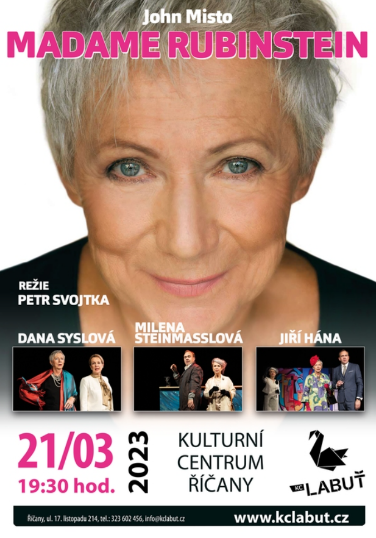 John Misto
MADAME RUBINSTEIN
REŽIE
PETR SVOJTKA
DANA SYSLOVÁ
MILENA
STEINMASSLOVÁ
JIŘÍ HÁNA
21/03
2023
19:30 hod.
KULTURNÍ
CENTRUM
ŘÍČANY
KC
LABUŤ
Říčany, ul. 17. listopadu 214, tel.: 323 602 456, info@kclabut.cz
www.kclabut.cz